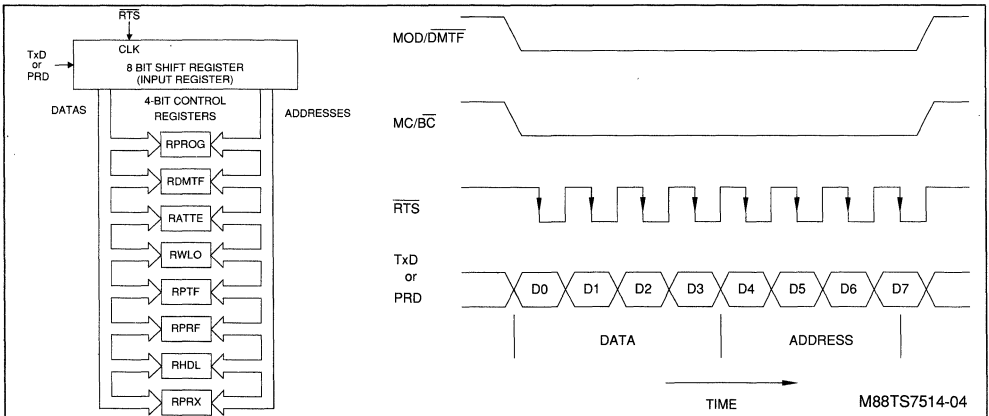 RTS
CLK
TxD
or
PRD
8 BIT SHIFT REGISTER
(INPUT REGISTER)
DATAS
4-BIT CONTROL
REGISTERS
ADDRESSES
RPROG
RDMTF
RATTE
RWLO
RPTF
RPRF
RHDL
RPRX
MOD/DMTF
MC/BC
RTS
TxD
or
PRD
D0 D1 D2 D3 D4 D5 D6 D7
DATA ADDRESS
TIME
M88TS7514-04